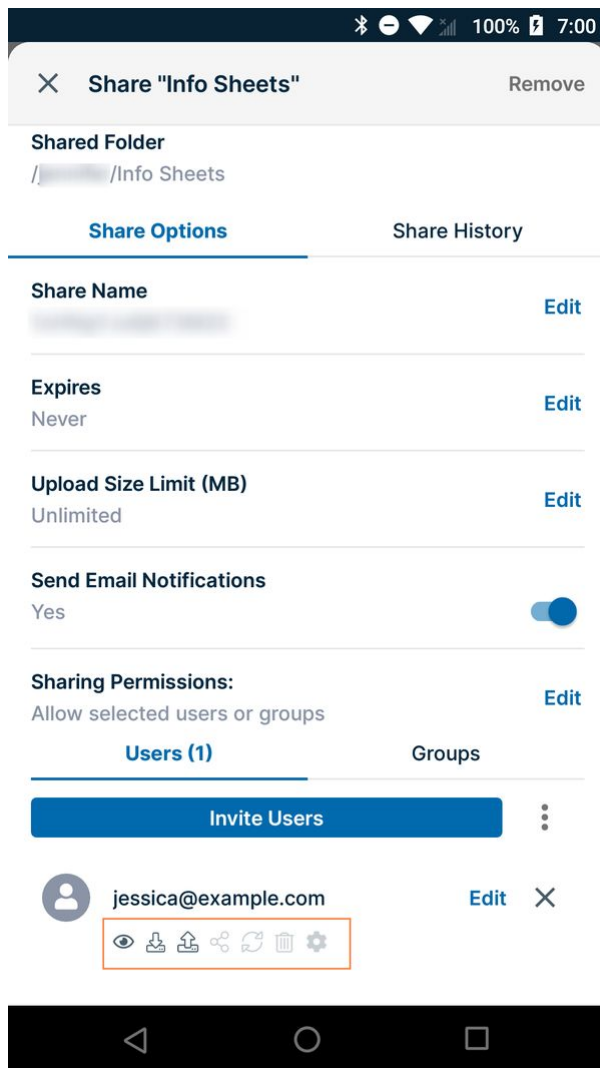 100% 7:00
Share "Info Sheets" Remove
Shared Folder
/ /Info Sheets
Share Options Share History
Share Name
Edit
Expires
Edit
Never
Upload Size Limit (MB)
Edit
Unlimited
Send Email Notifications
Yes
Sharing Permissions:
Edit
Allow selected users or groups
Users (1) Groups
Invite Users
jessica@example.com Edit